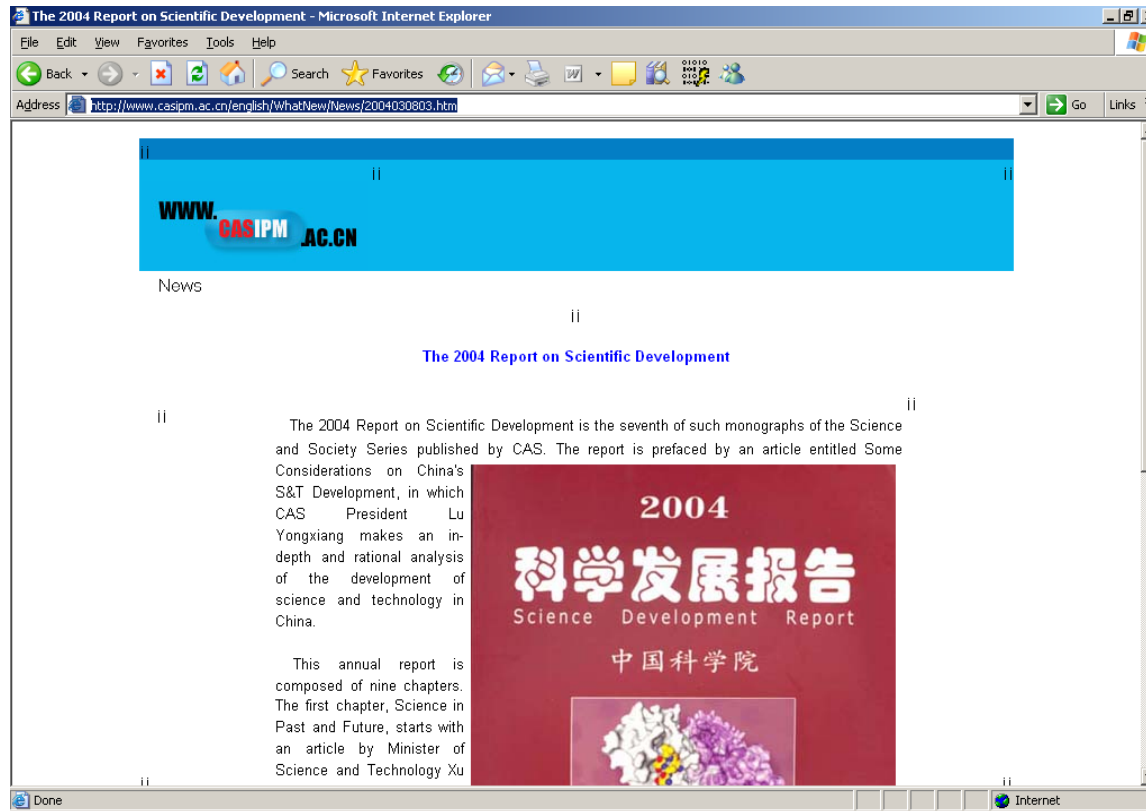 The 2004 Report on Scientific Development - Microsoft Internet Explorer
File Edit View Favorites Tools Help
Back Search Favorites
Address http://www.casipm.ac.cn/english/WhatNew/News/2004030803.htm Go Links
ii
ii ii
WWW.
CASIPM .AC.CN
News
ii
The 2004 Report on Scientific Development
ii
ii
The 2004 Report on Scientific Development is the seventh of such monographs of the Science
and Society Series published by CAS. The report is prefaced by an article entitled Some
Considerations on China's
S&T Development, in which
CAS President Lu
Yongxiang makes an in-
depth and rational analysis
of the development of
science and technology in
China.
This annual report is
composed of nine chapters.
The first chapter, Science in
Past and Future, starts with
an article by Minister of
Science and Technology Xu
2004
科学发展报告
Science Development Report
中国科学院
ii ii
Done Internet